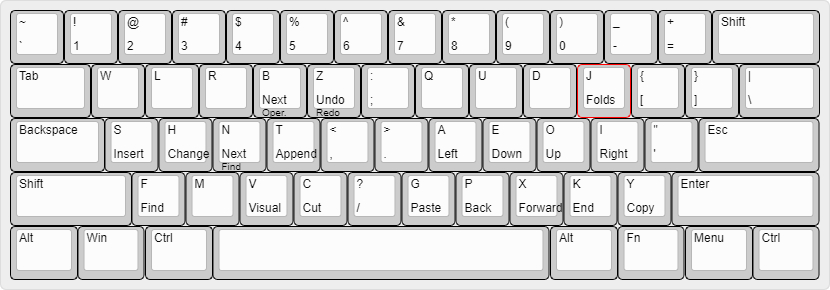 ~ ! @ # $ % ^ & * ( ) _ + Shift
` 1 2 3 4 5 6 7 8 9 0 - =
Tab W L R B Z : Q U D J { } |
Next Undo ; Folds [ ] \
Oper. Redo
Backspace S H N T < > A E O I " Esc
Insert Change Next Append , . Left Down Up Right '
Find
Shift F M V C ? G P X K Y Enter
Find Visual Cut / Paste Back Forward End Copy
Alt Win Ctrl Alt Fn Menu Ctrl